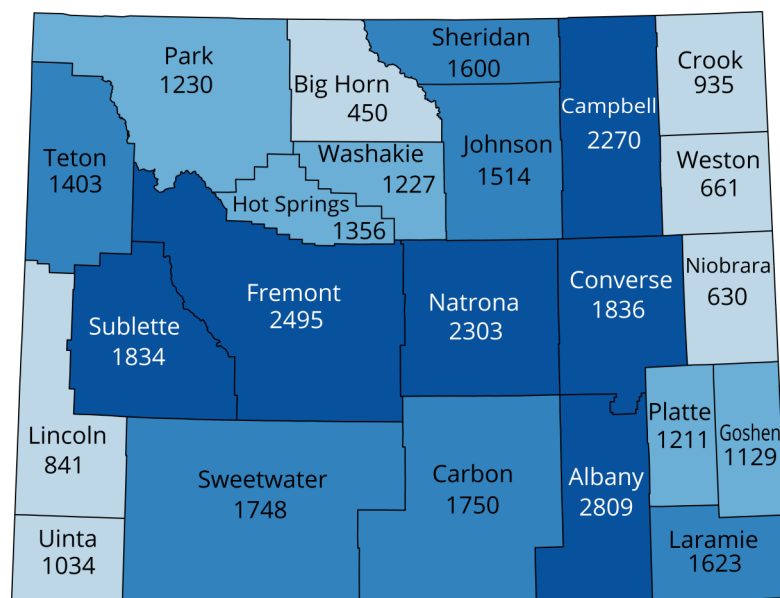 Park
1230
Big Horn
450
Sheridan
1600
Campbell
2270
Crook
935
Teton
1403
Washakie
1227
Johnson
1514
Weston
661
Hot Springs
1356
Fremont
2495
Natrona
2303
Converse
1836
Niobrara
630
Sublette
1834
Lincoln
841
Sweetwater
1748
Carbon
1750
Albany
2809
Platte
1211
Goshen
1129
Uinta
1034
Laramie
1623